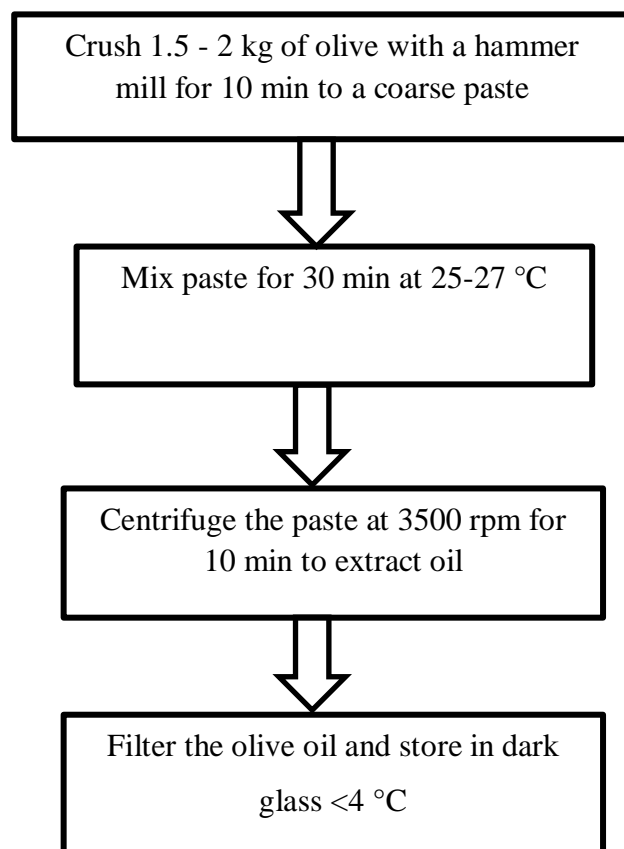 Crush 1.5 - 2 kg of olive with a hammer
mill for 10 min to a coarse paste
Mix paste for 30 min at 25-27 °C
Centrifuge the paste at 3500 rpm for
10 min to extract oil
Filter the olive oil and store in dark
glass <4 °C